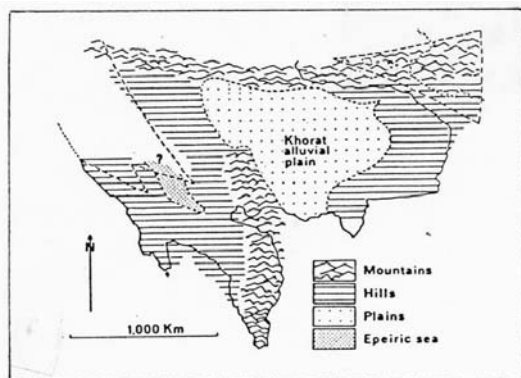 ?
Khorat
alluvial
plain
N
1,000 Km
Mountains
Hills
Plains
Epeiric sea